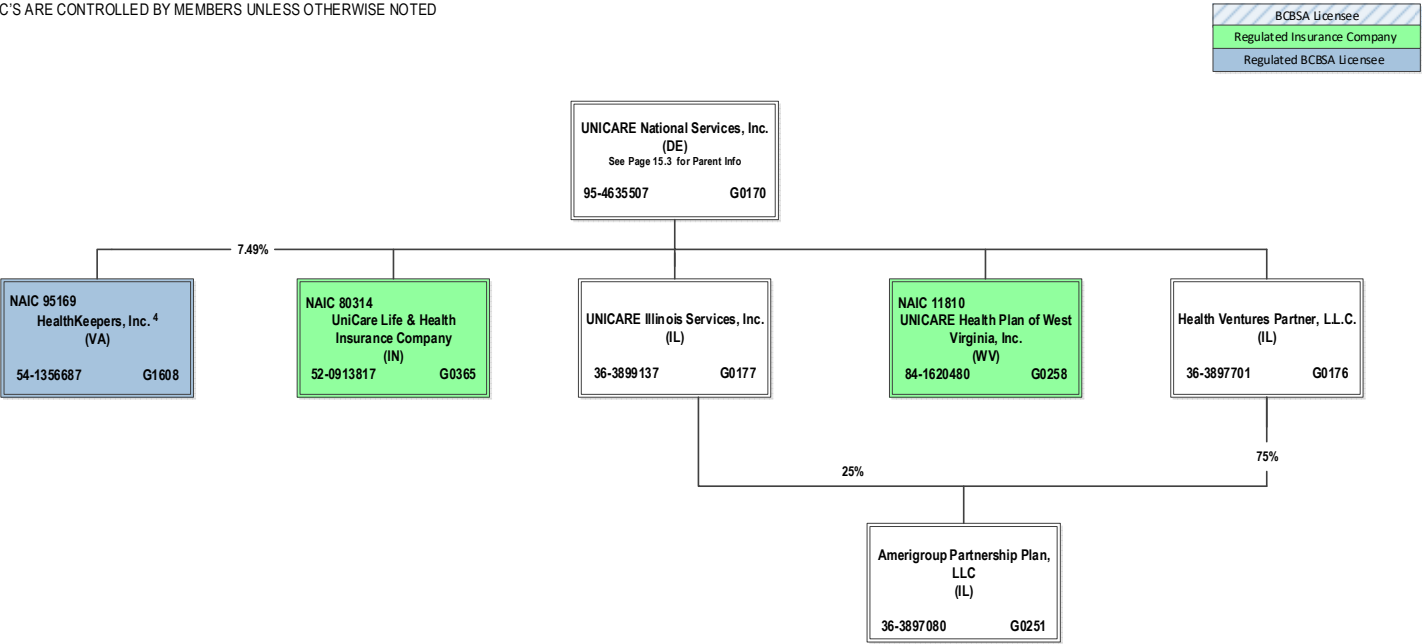 C'S ARE CONTROLLED BY MEMBERS UNLESS OTHERWISE NOTED
BCBSA Licensee
Regulated Insurance Company
Regulated BCBSA Licensee
UNICARE National Services, Inc.
(DE)
See Page 15.3 for Parent Info
95-4635507 G0170
7.49%
NAIC 95169
HealthKeepers, Inc. 4
(VA)
54-1356687 G1608
NAIC 80314
UniCare Life & Health
Insurance Company
(IN)
52-0913817 G0365
UNICARE Illinois Services, Inc.
(IL)
36-3899137 G0177
NAIC 11810
UNICARE Health Plan of West
Virginia, Inc.
(WV)
84-1620480 G0258
Health Ventures Partner, L.L.C.
(IL)
36-3897701 G0176
25%
75%
Amerigroup Partnership Plan,
LLC
(IL)
36-3897080 G0251